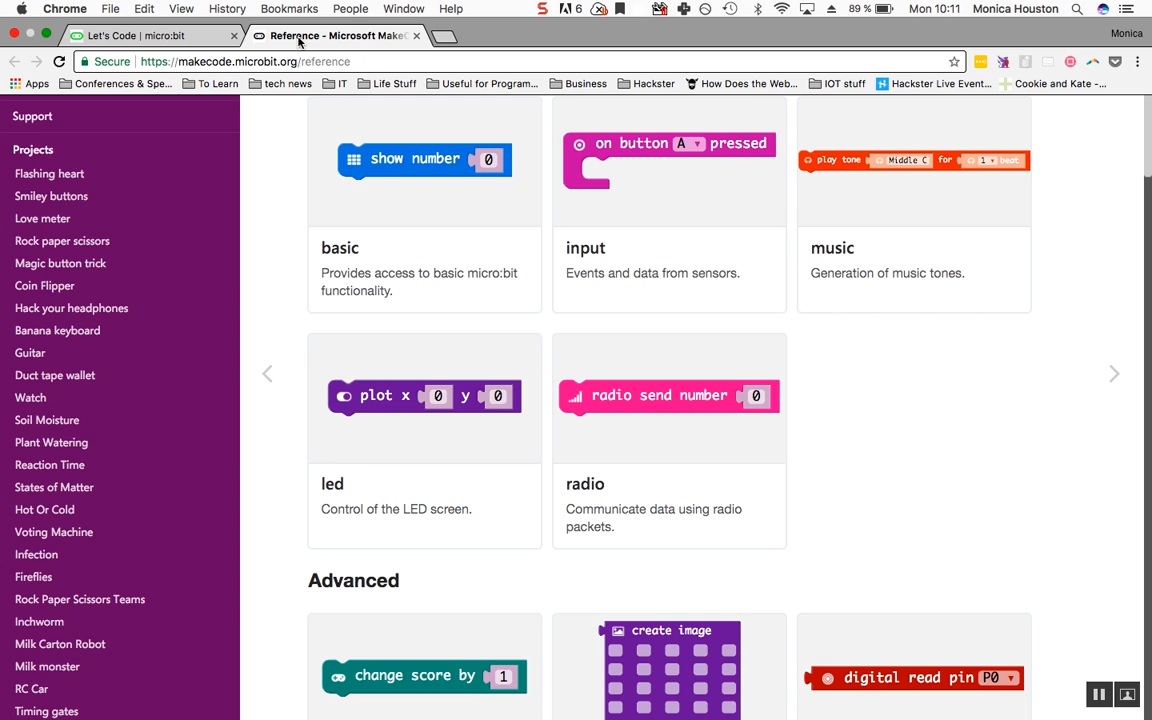 Chrome File Edit View History Bookmarks People Window Help 6 89% Mon 10:11 Monica Houston
Let's Code | micro:bit Reference - Microsoft MakeC Monica
Secure https://makecode.microbit.org/reference
Apps Conferences & Spe... To Learn tech news IT Life Stuff Useful for Program... Business Hackster How Does the Web... IOT stuff Hackster Live Event... Cookie and Kate -...
Support
Projects
Flashing heart
Smiley buttons
Love meter
Rock paper scissors
Magic button trick
Coin Flipper
Hack your headphones
Banana keyboard
Guitar
Duct tape wallet
Watch
Soil Moisture
Plant Watering
Reaction Time
States of Matter
Hot Or Cold
Voting Machine
Infection
Fireflies
Rock Paper Scissors Teams
Inchworm
Milk Carton Robot
Milk monster
RC Car
Timing gates
show number 0
basic
Provides access to basic micro:bit
functionality.
on button A pressed
input
Events and data from sensors.
play tone Middle C for 1 beat
music
Generation of music tones.
plot x 0 y 0
led
Control of the LED screen.
radio send number 0
radio
Communicate data using radio
packets.
Advanced
change score by 1
create image
digital read pin P0